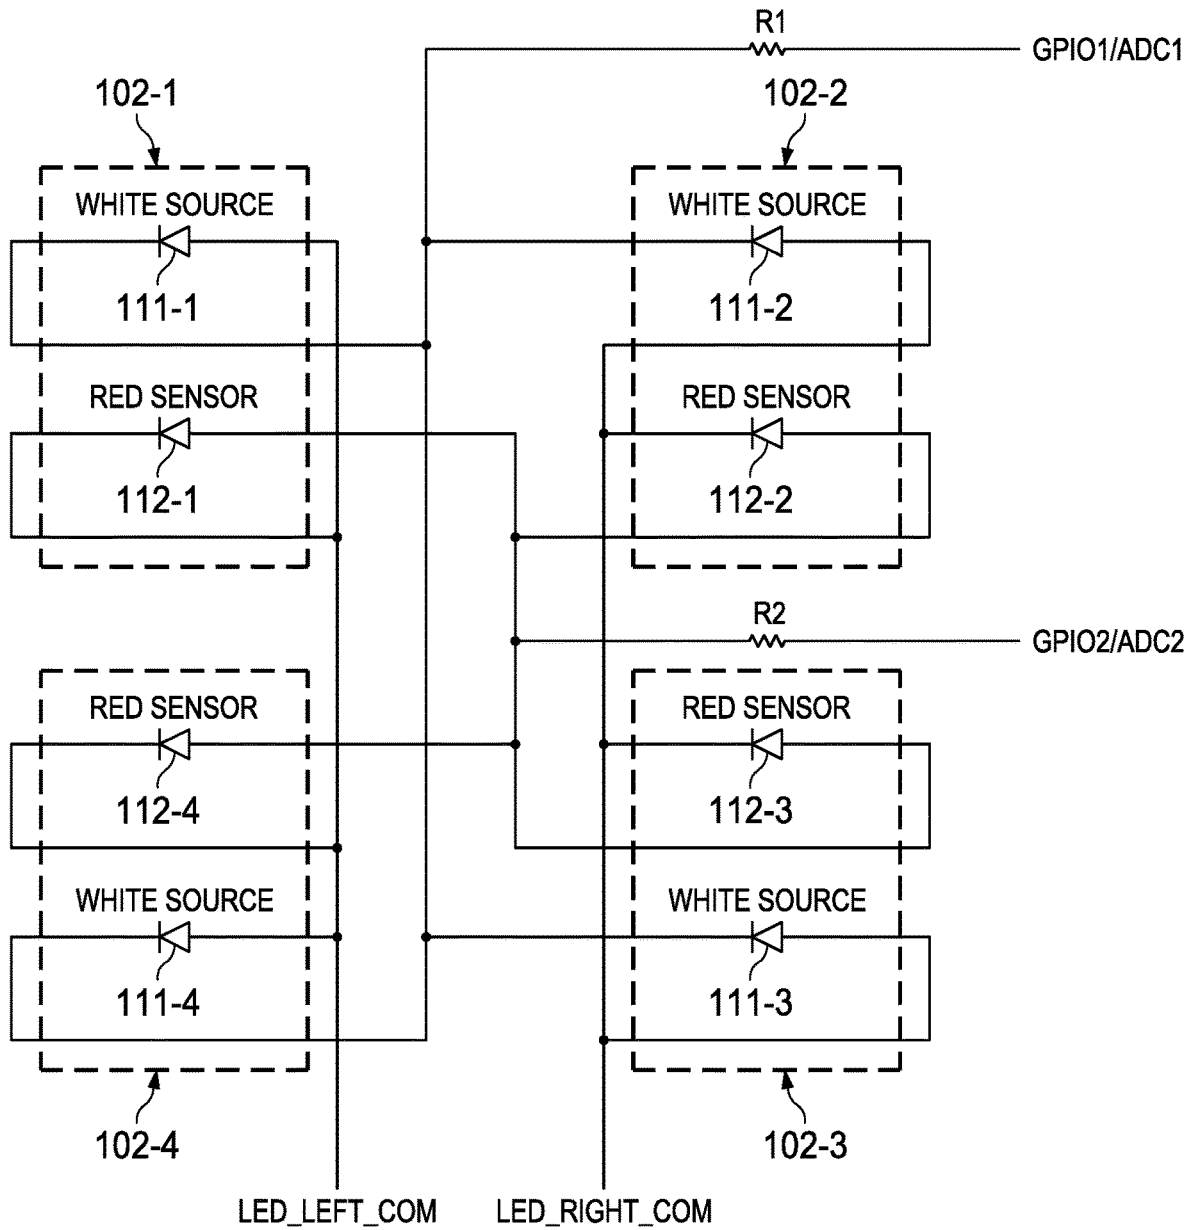 R1
GPIO1/ADC1
102-1
102-2
WHITE SOURCE
WHITE SOURCE
111-1
111-2
RED SENSOR
RED SENSOR
112-1
112-2
R2
GPIO2/ADC2
RED SENSOR
RED SENSOR
112-4
112-3
WHITE SOURCE
WHITE SOURCE
111-4
111-3
102-4
102-3
LED_LEFT_COM
LED_RIGHT_COM